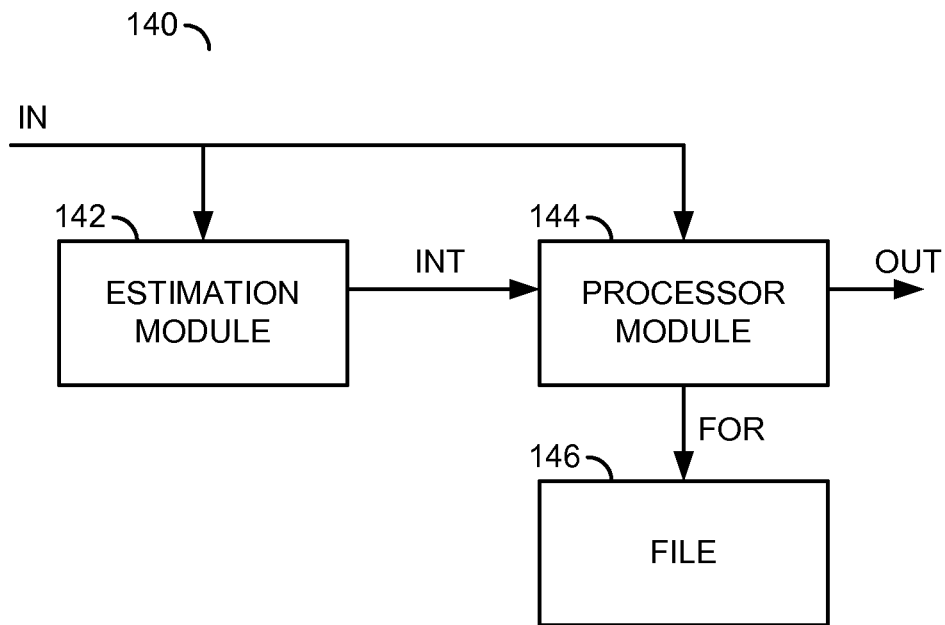 140
IN
142
ESTIMATION
MODULE
INT
144
PROCESSOR
MODULE
OUT
FOR
146
FILE